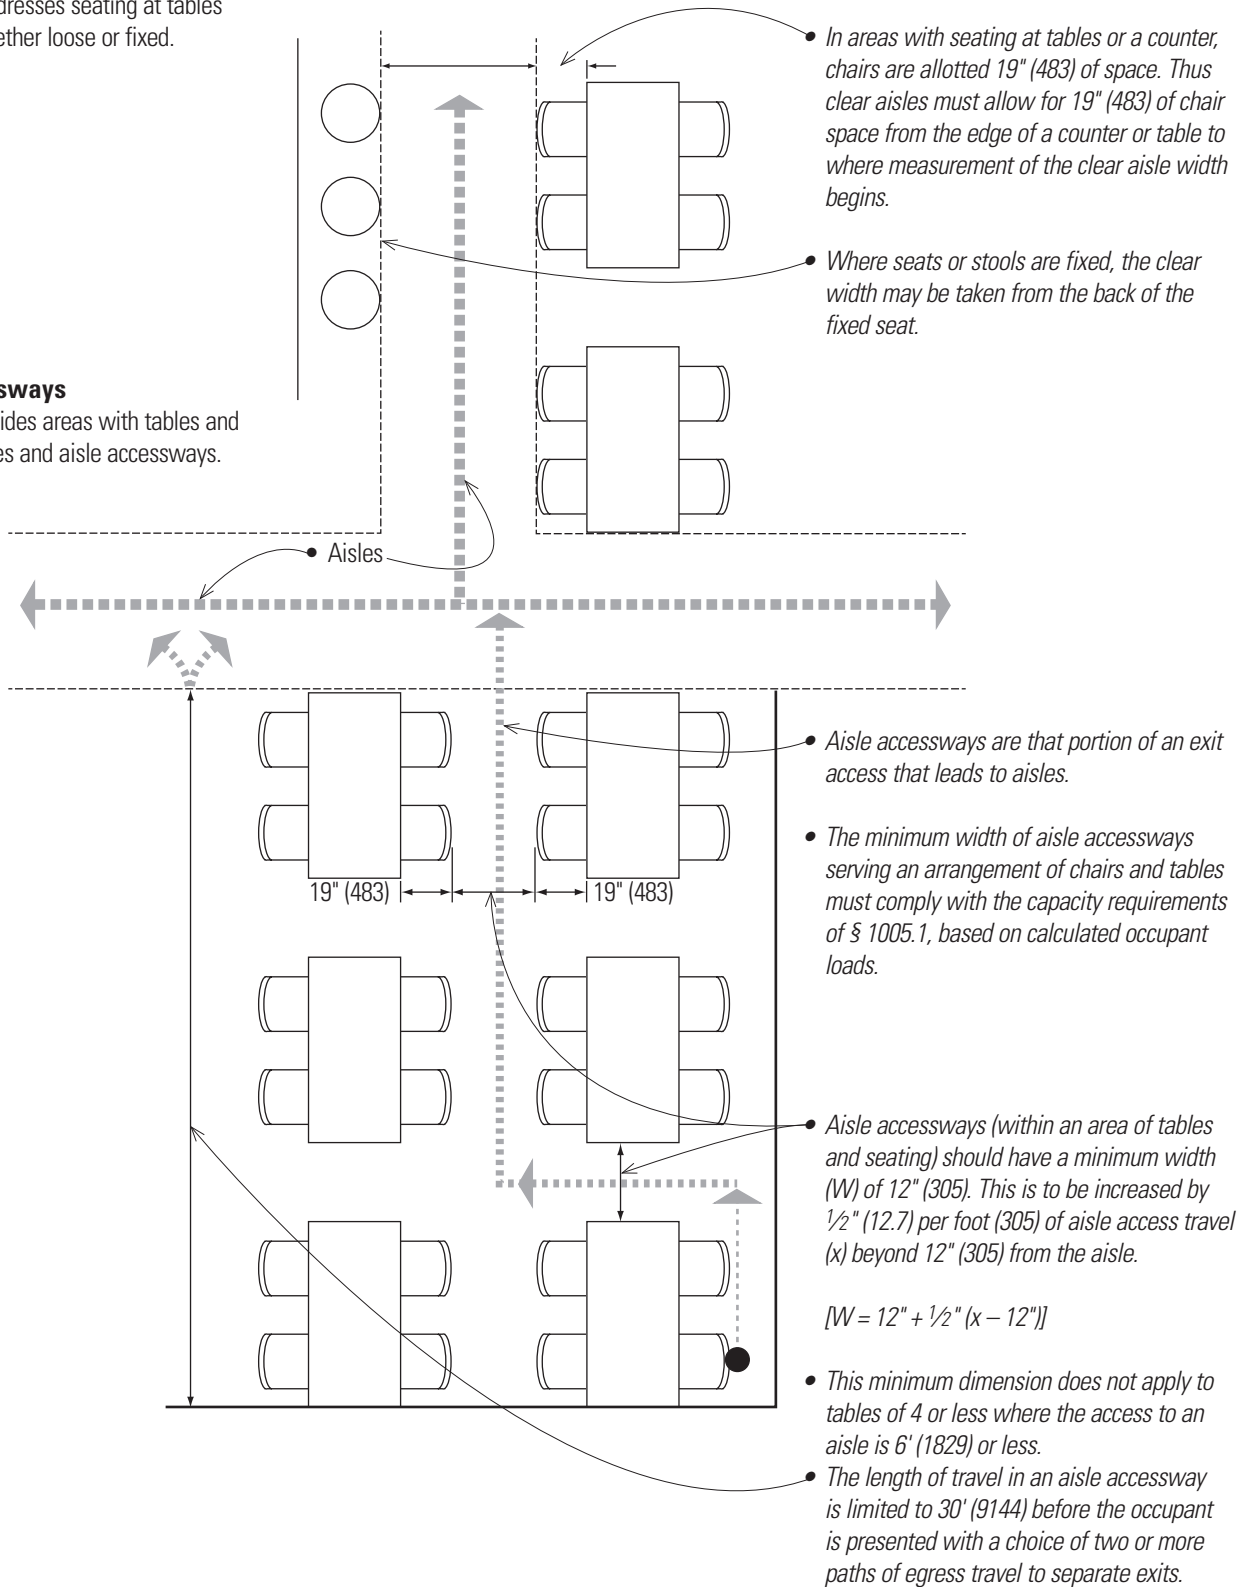 dresses seating at tables
ether loose or fixed.
• In areas with seating at tables or a counter,
chairs are allotted 19" (483) of space. Thus
clear aisles must allow for 19" (483) of chair
space from the edge of a counter or table to
where measurement of the clear aisle width
begins.
• Where seats or stools are fixed, the clear
width may be taken from the back of the
fixed seat.
sways
ides areas with tables and
es and aisle accessways.
• Aisles
• Aisle accessways are that portion of an exit
access that leads to aisles.
• The minimum width of aisle accessways
serving an arrangement of chairs and tables
must comply with the capacity requirements
of § 1005.1, based on calculated occupant
loads.
19" (483)
19" (483)
• Aisle accessways (within an area of tables
and seating) should have a minimum width
(W) of 12" (305). This is to be increased by
1/2" (12.7) per foot (305) of aisle access travel
(x) beyond 12" (305) from the aisle.
[W = 12" + 1/2" (x – 12")]
• This minimum dimension does not apply to
tables of 4 or less where the access to an
aisle is 6' (1829) or less.
• The length of travel in an aisle accessway
is limited to 30' (9144) before the occupant
is presented with a choice of two or more
paths of egress travel to separate exits.